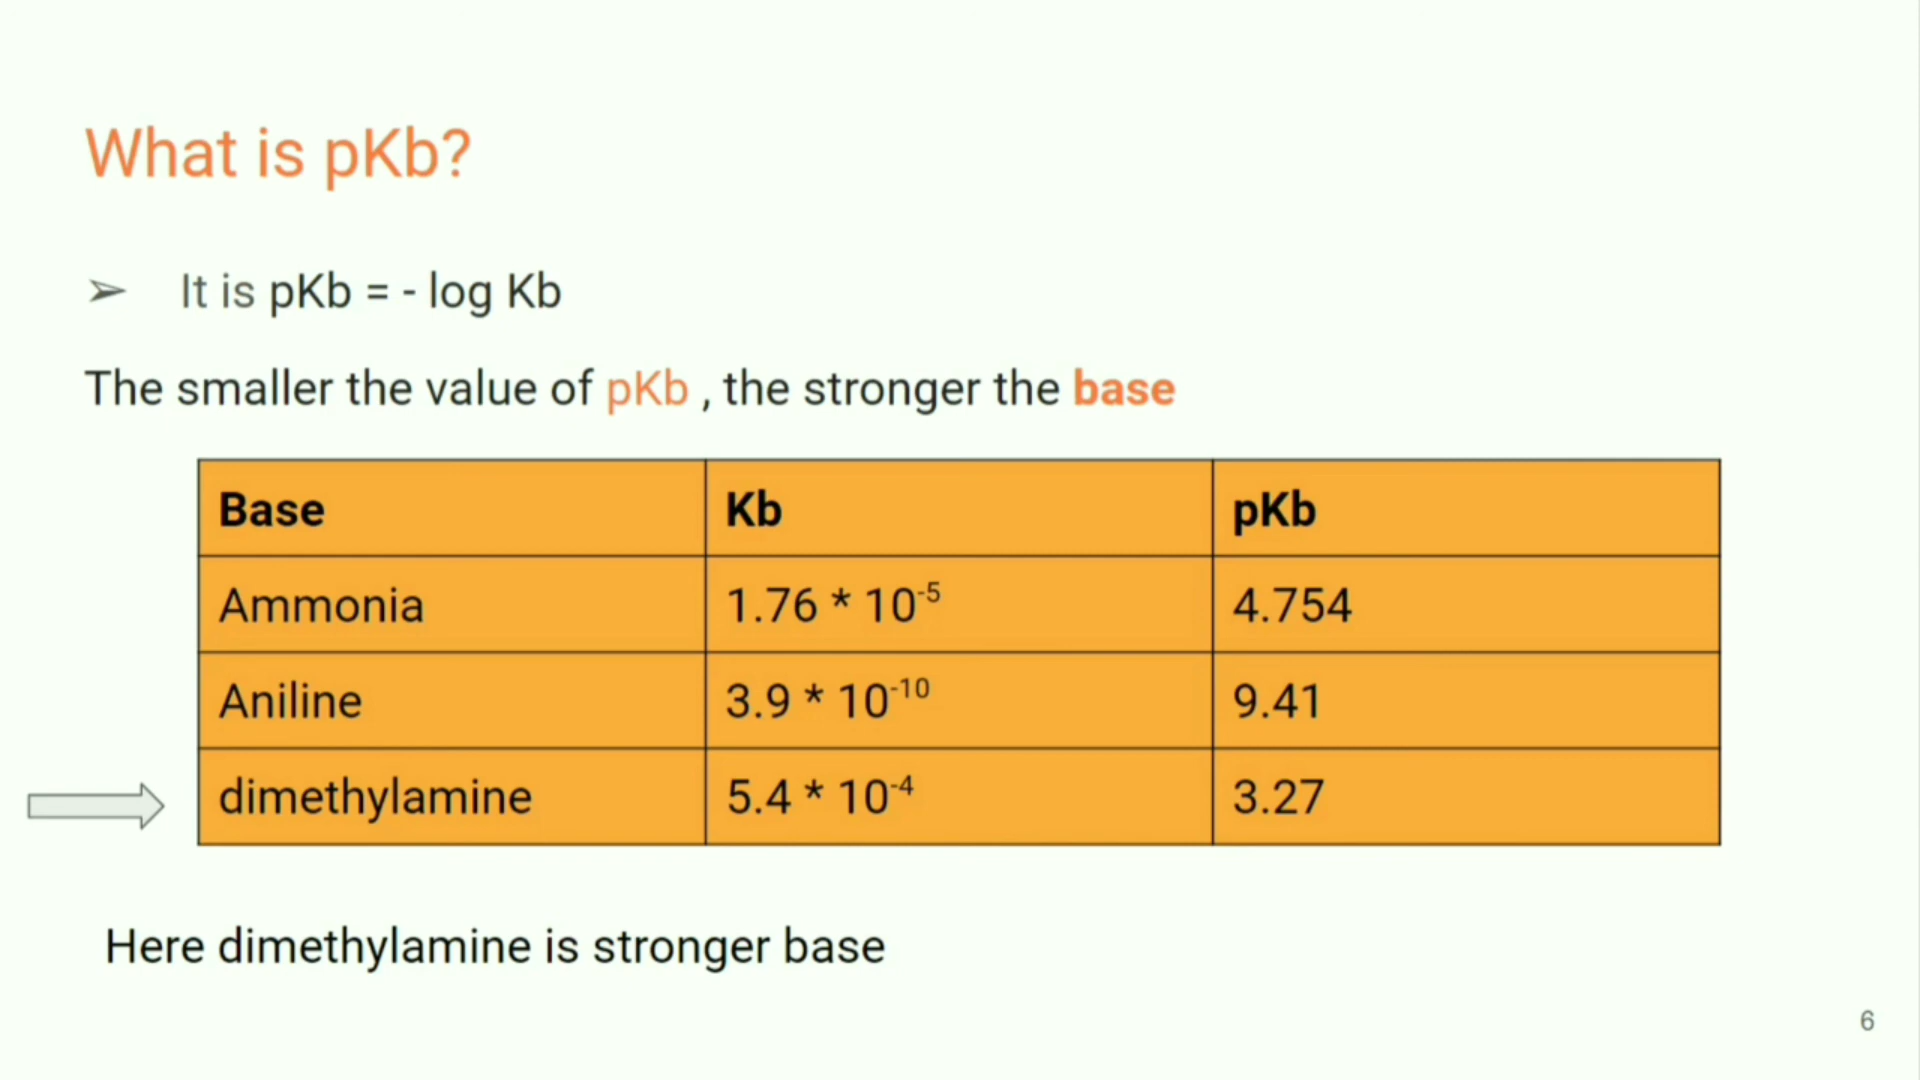 What is pKb?
➢ It is pKb = - log Kb
The smaller the value of pKb , the stronger the base
Base Kb pKb
Ammonia 1.76 * 10⁻⁵ 4.754
Aniline 3.9 * 10⁻¹⁰ 9.41
dimethylamine 5.4 * 10⁻⁴ 3.27
Here dimethylamine is stronger base
6